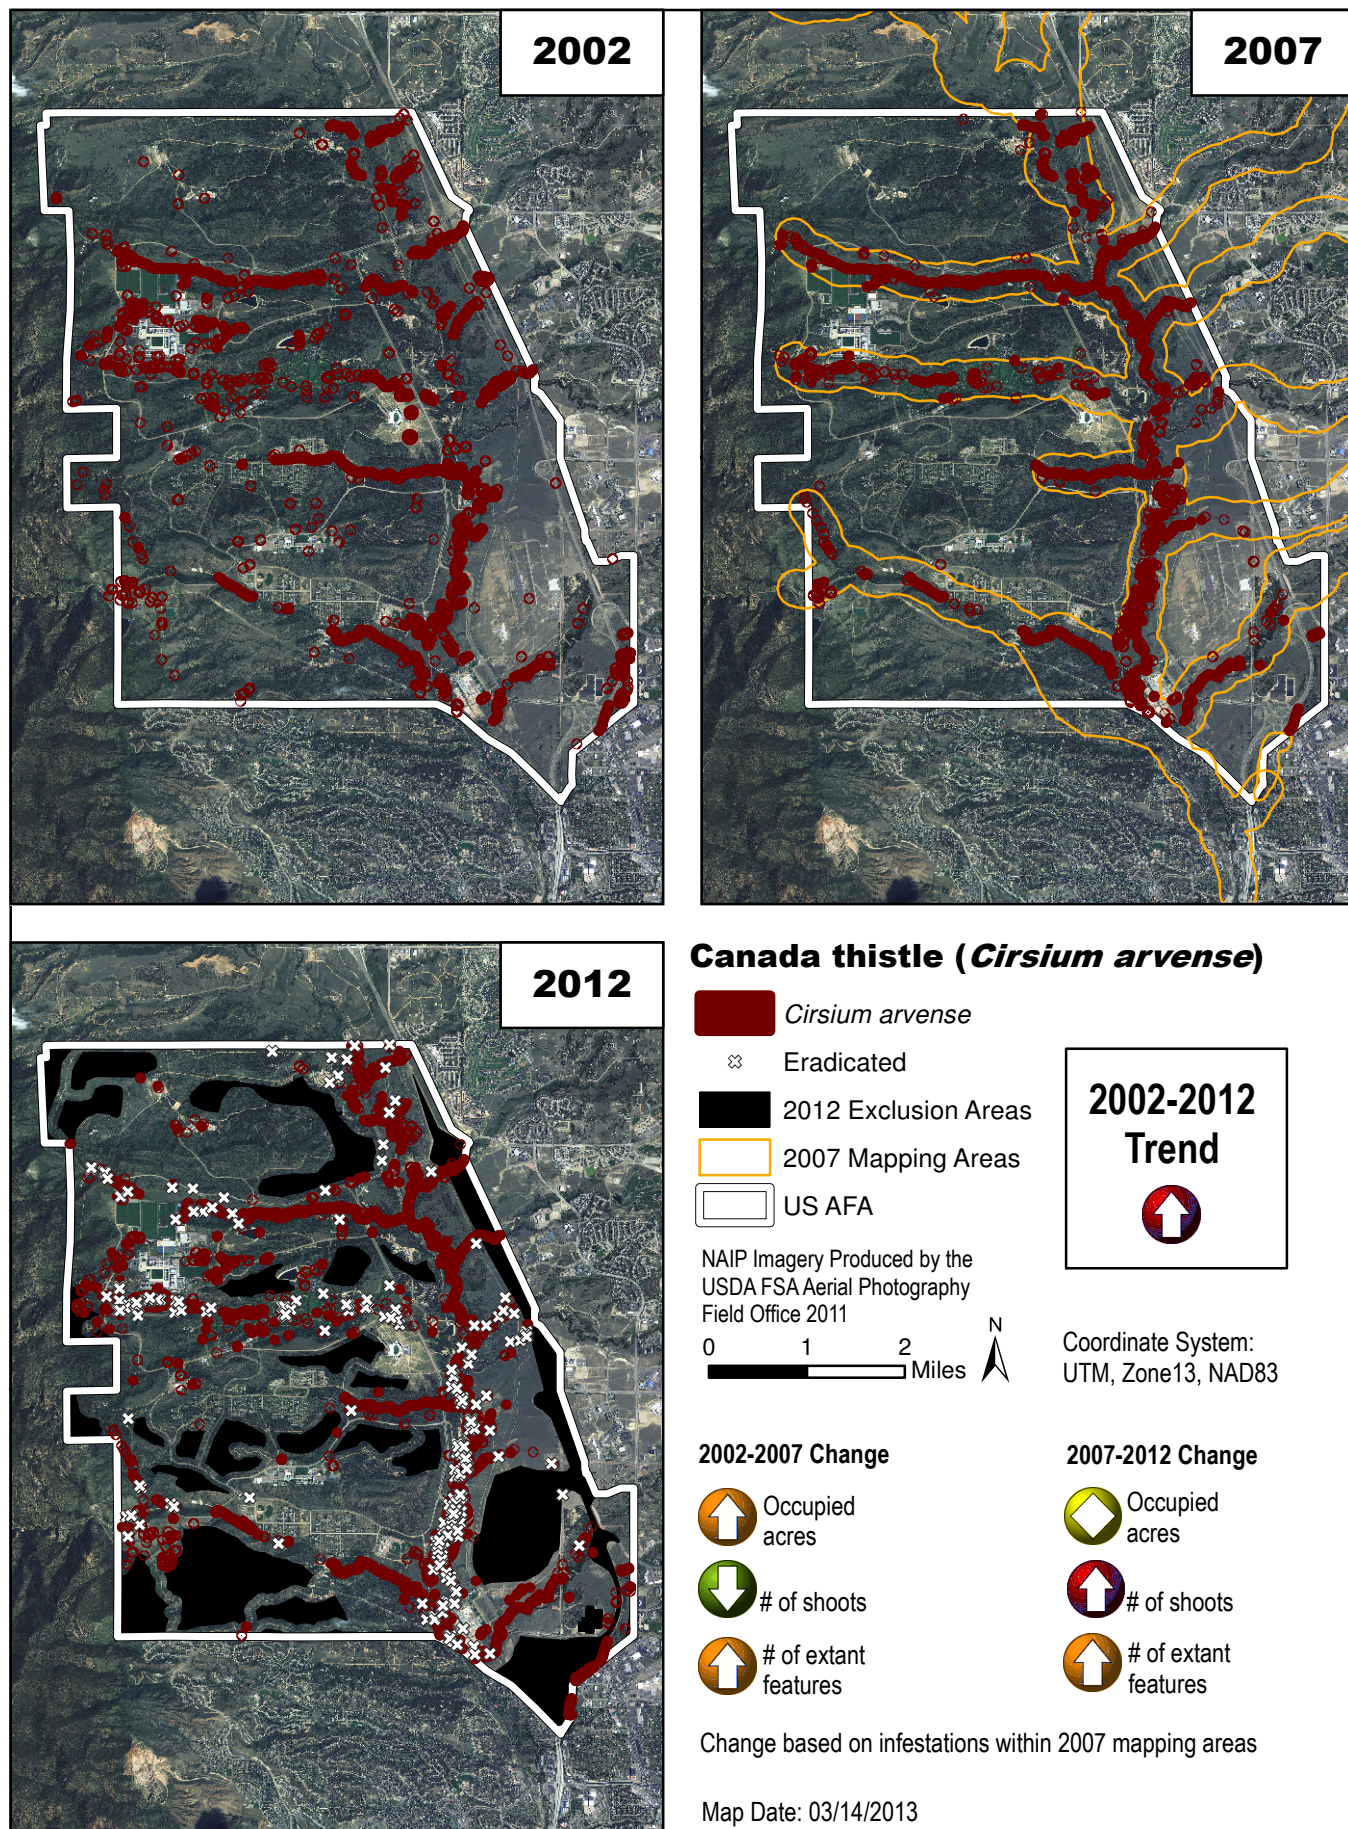 2002
2007
2012
Canada thistle (Cirsium arvense)
Cirsium arvense
Eradicated
2012 Exclusion Areas
2007 Mapping Areas
US AFA
2002-2012
Trend
NAIP Imagery Produced by the
USDA FSA Aerial Photography
Field Office 2011
0 1 2
Miles
N
Coordinate System:
UTM, Zone13, NAD83
2002-2007 Change
Occupied
acres
# of shoots
# of extant
features
2007-2012 Change
Occupied
acres
# of shoots
# of extant
features
Change based on infestations within 2007 mapping areas
Map Date: 03/14/2013